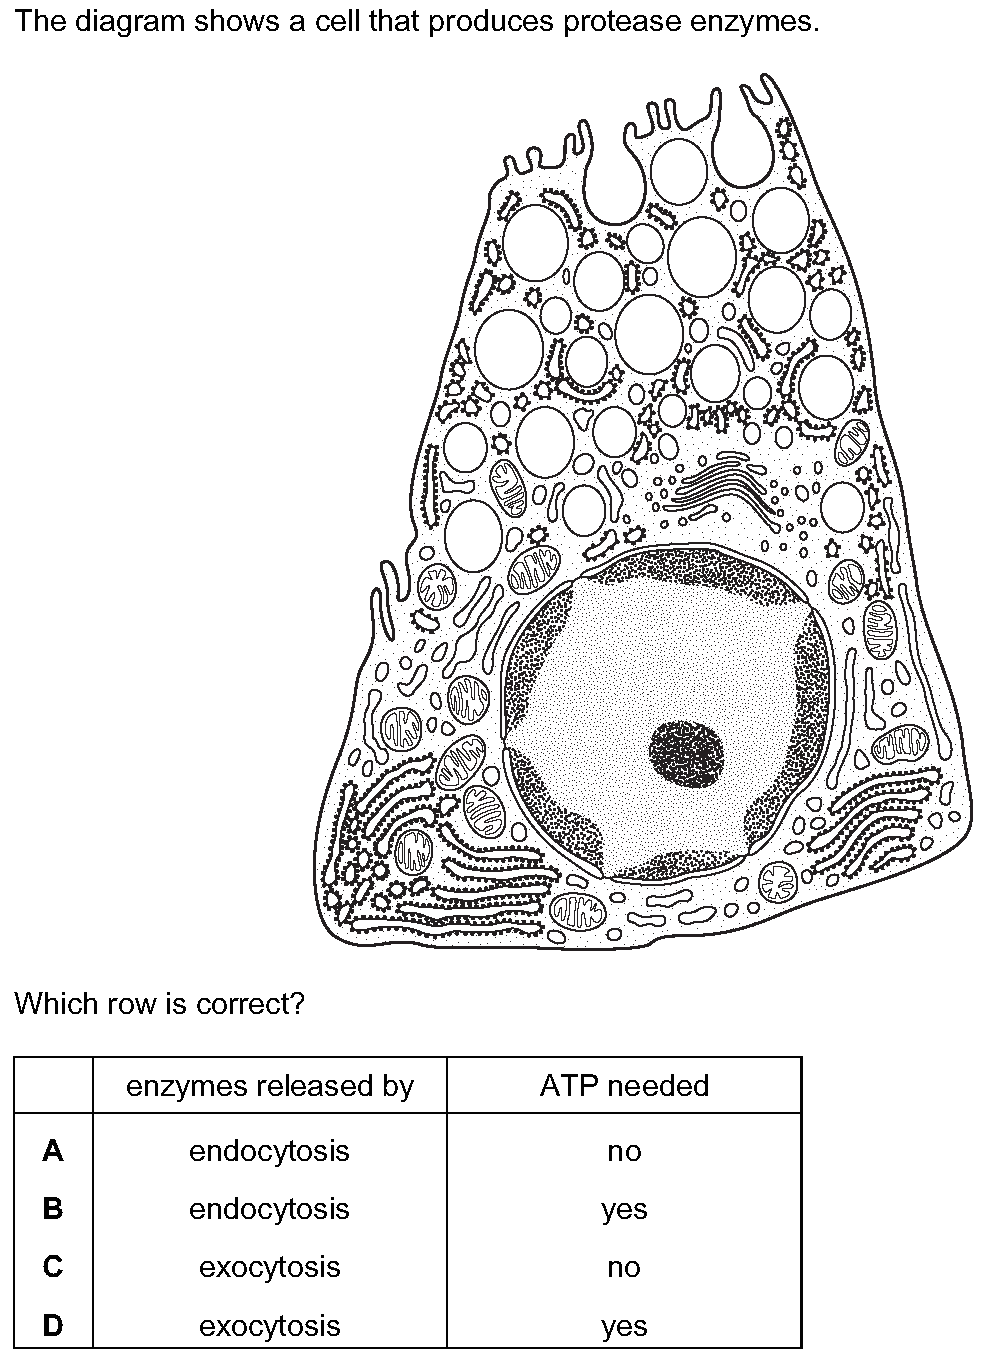 The diagram shows a cell that produces protease enzymes.
Which row is correct?
enzymes released by ATP needed
A endocytosis no
B endocytosis yes
C exocytosis no
D exocytosis yes